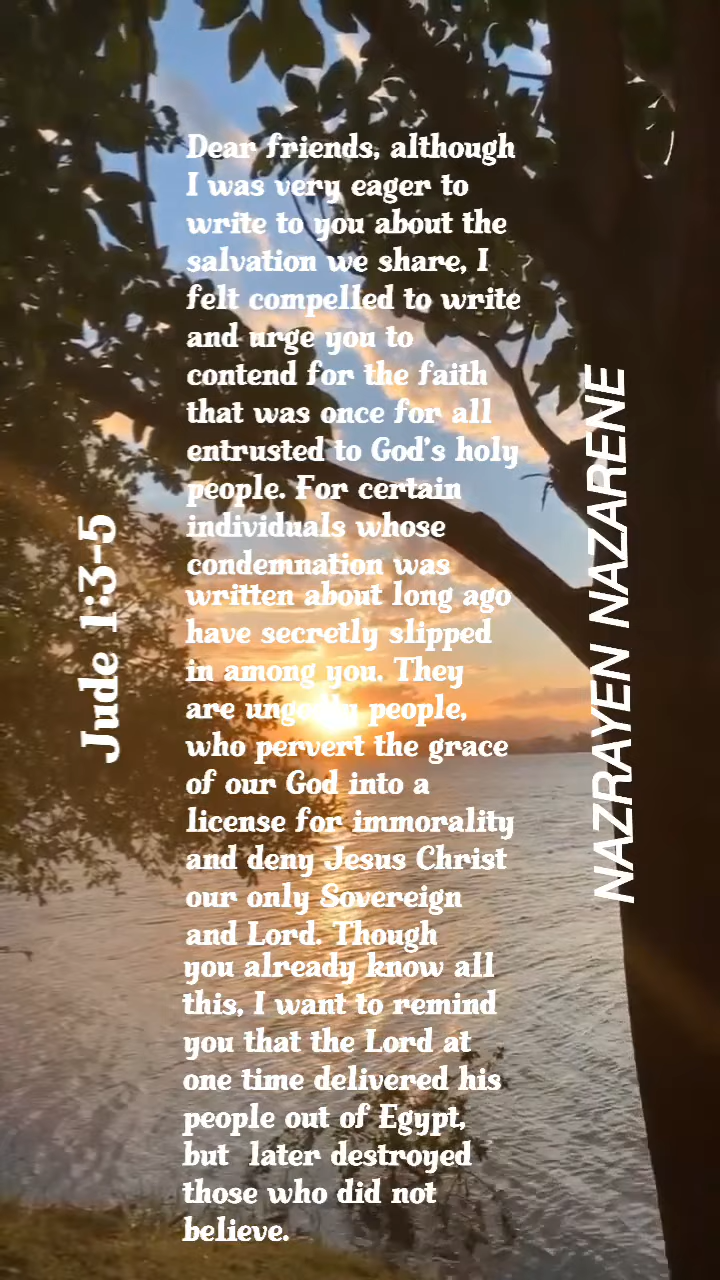 Dear friends, although
I was very eager to
write to you about the
salvation we share, I
felt compelled to write
and urge you to
contend for the faith
that was once for all
entrusted to God's holy
people. For certain
individuals whose
condemnation was
written about long ago
have secretly slipped
in among you. They
are ungodly people,
who pervert the grace
of our God into a
license for immorality
and deny Jesus Christ
our only Sovereign
and Lord. Though
you already know all
this, I want to remind
you that the Lord at
one time delivered his
people out of Egypt,
but later destroyed
those who did not
believe.
Jude 1:3-5
NAZRAYEN NAZARENE